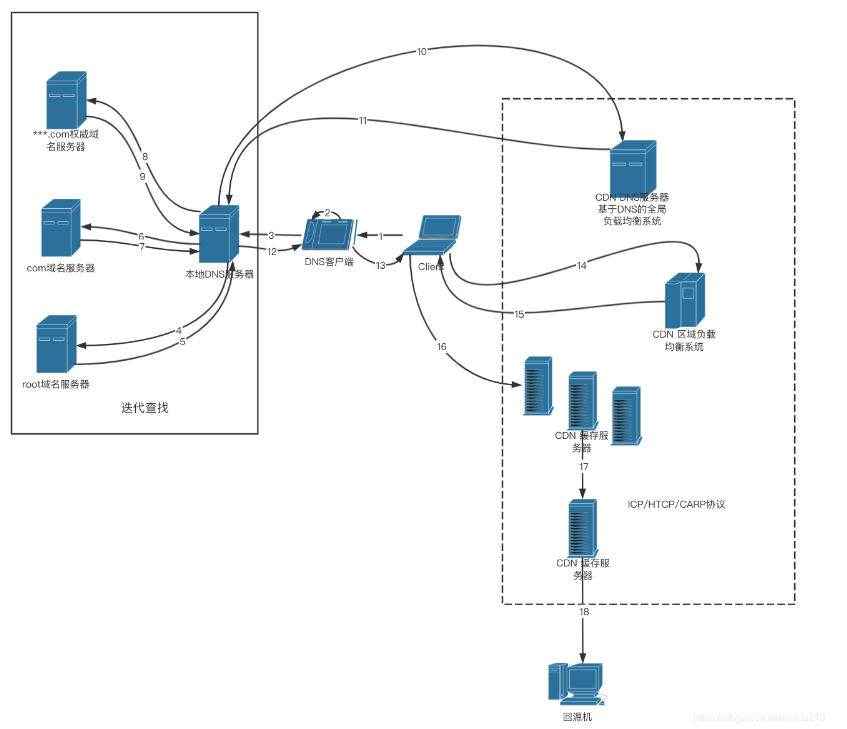 10
11
***.com权威域
名服务器
8
9
CDN DNS服务器
基于DNS的全局
负载均衡系统
2
6
3
1
7
12
com域名服务器
本地DNS服务器
DNS客户端
13
Client
14
15
CDN 区域负载
均衡系统
4
5
16
root域名服务器
迭代查找
CDN 缓存服
务器
17
ICP/HTCP/CARP协议
CDN 缓存服
务器
18
回源机
https://blog.csdn.net/shida219